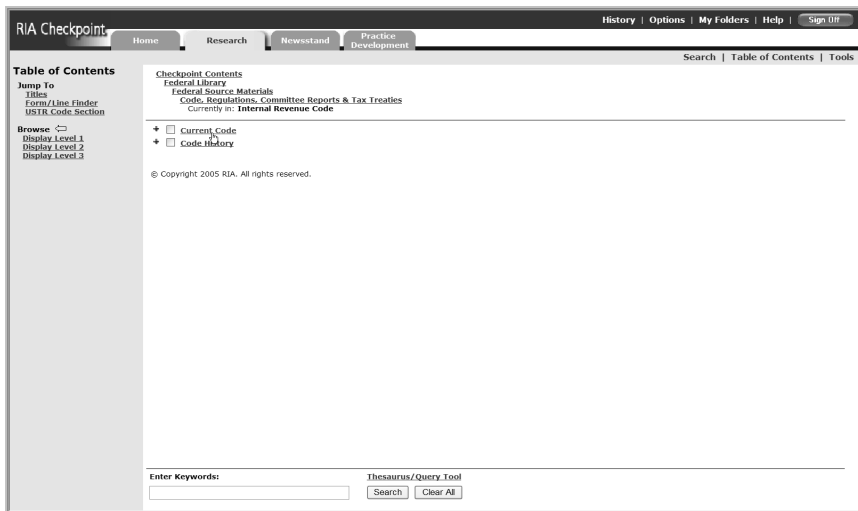 RIA Checkpoint
History | Options | My Folders | Help | Sign Off
Home Research Newsstand Practice Development
Search | Table of Contents | Tools
Table of Contents
Jump To
Titles
Form/Line Finder
USTR Code Section
Browse
Display Level 1
Display Level 2
Display Level 3
Checkpoint Contents
Federal Library
Federal Source Materials
Code, Regulations, Committee Reports & Tax Treaties
Currently in: Internal Revenue Code
Current Code
Code History
© Copyright 2005 RIA. All rights reserved.
Enter Keywords: Thesaurus/Query Tool
Search Clear All